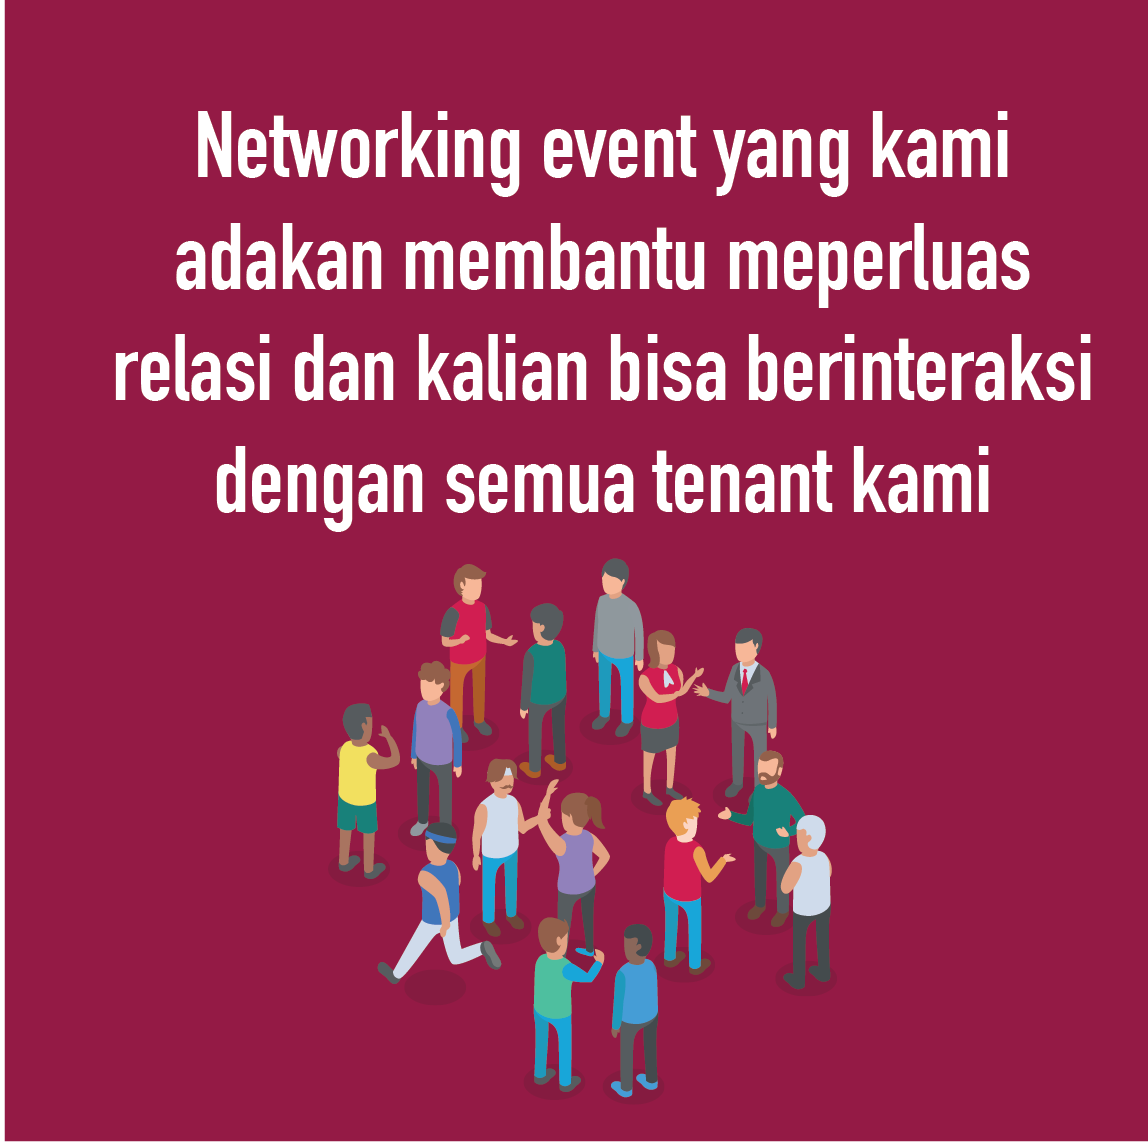 Networking event yang kami
adakan membantu meperluas
relasi dan kalian bisa berinteraksi
dengan semua tenant kami